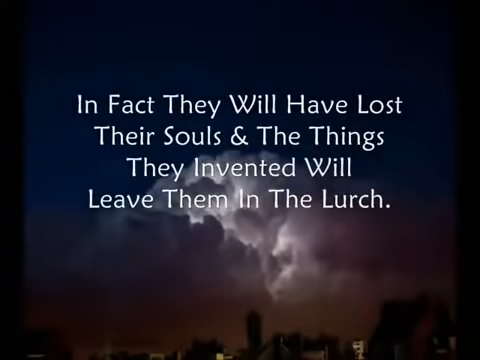 In Fact They Will Have Lost
Their Souls & The Things
They Invented Will
Leave Them In The Lurch.